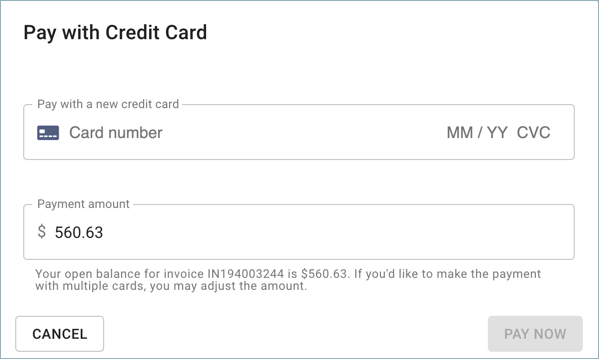 Pay with Credit Card
Pay with a new credit card
Card number MM / YY CVC
Payment amount
$ 560.63
Your open balance for invoice IN194003244 is $560.63. If you'd like to make the payment
with multiple cards, you may adjust the amount.
CANCEL PAY NOW